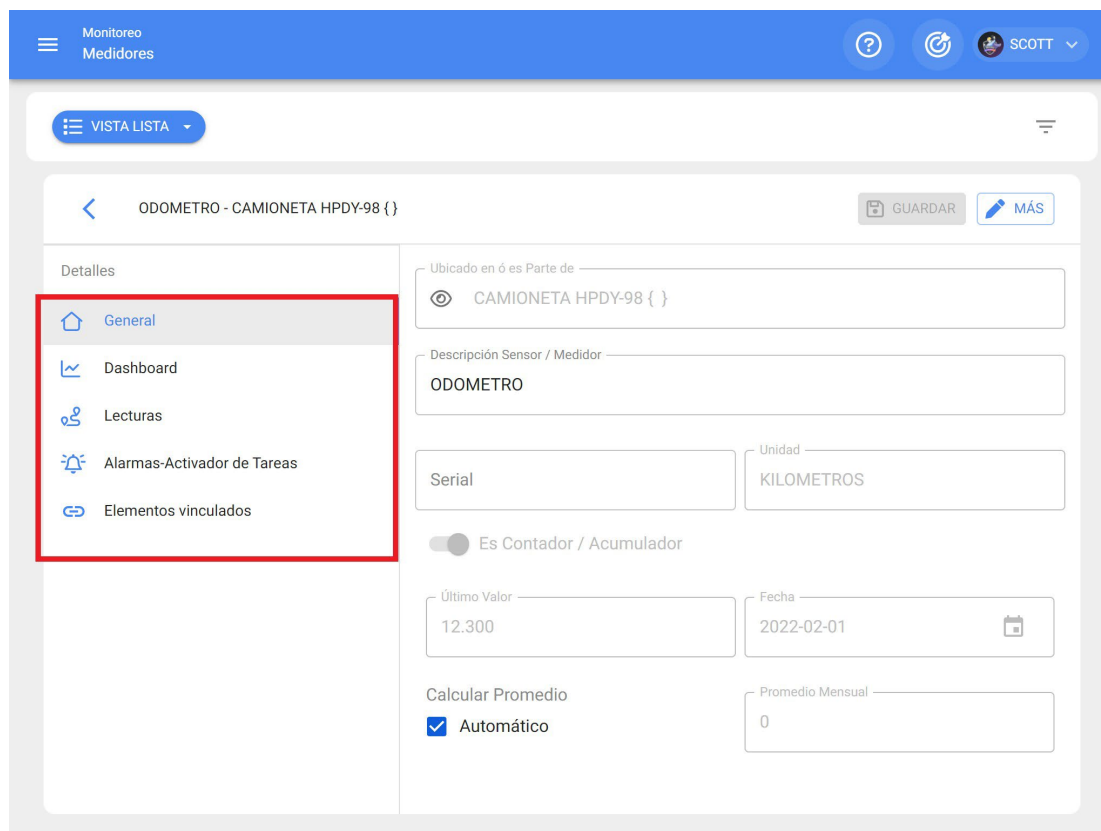 Monitoreo
Medidores
SCOTT
VISTA LISTA
ODOMETRO - CAMIONETA HPDY-98 { }
GUARDAR
MÁS
Detalles
General
Dashboard
Lecturas
Alarmas-Activador de Tareas
Elementos vinculados
Ubicado en ó es Parte de
CAMIONETA HPDY-98 { }
Descripción Sensor / Medidor
ODOMETRO
Serial
Unidad
KILOMETROS
Es Contador / Acumulador
Último Valor
12.300
Fecha
2022-02-01
Calcular Promedio
Automático
Promedio Mensual
0